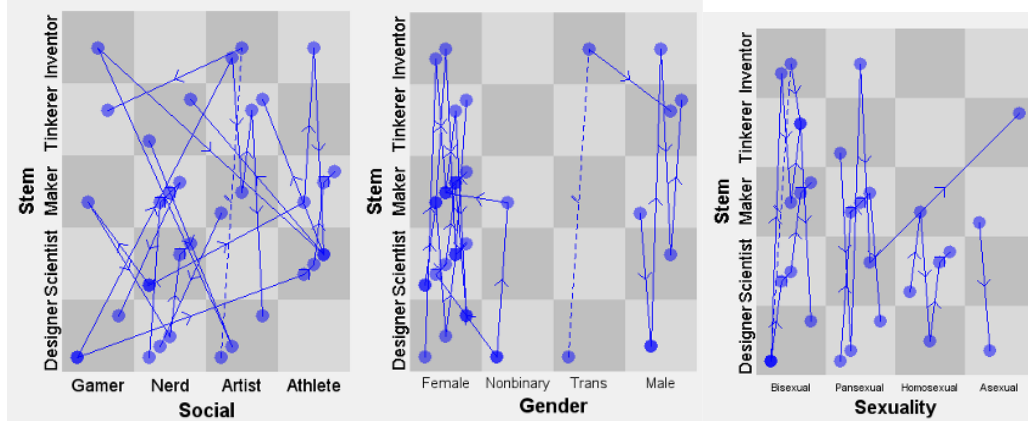 Stem
Inventor
Tinkerer
Maker
Scientist
Designer
Gamer Nerd Artist Athlete
Social
Stem
Inventor
Tinkerer
Maker
Scientist
Designer
Female Nonbinary Trans Male
Gender
Stem
Inventor
Tinkerer
Maker
Scientist
Designer
Bisexual Pansexual Homosexual Asexual
Sexuality